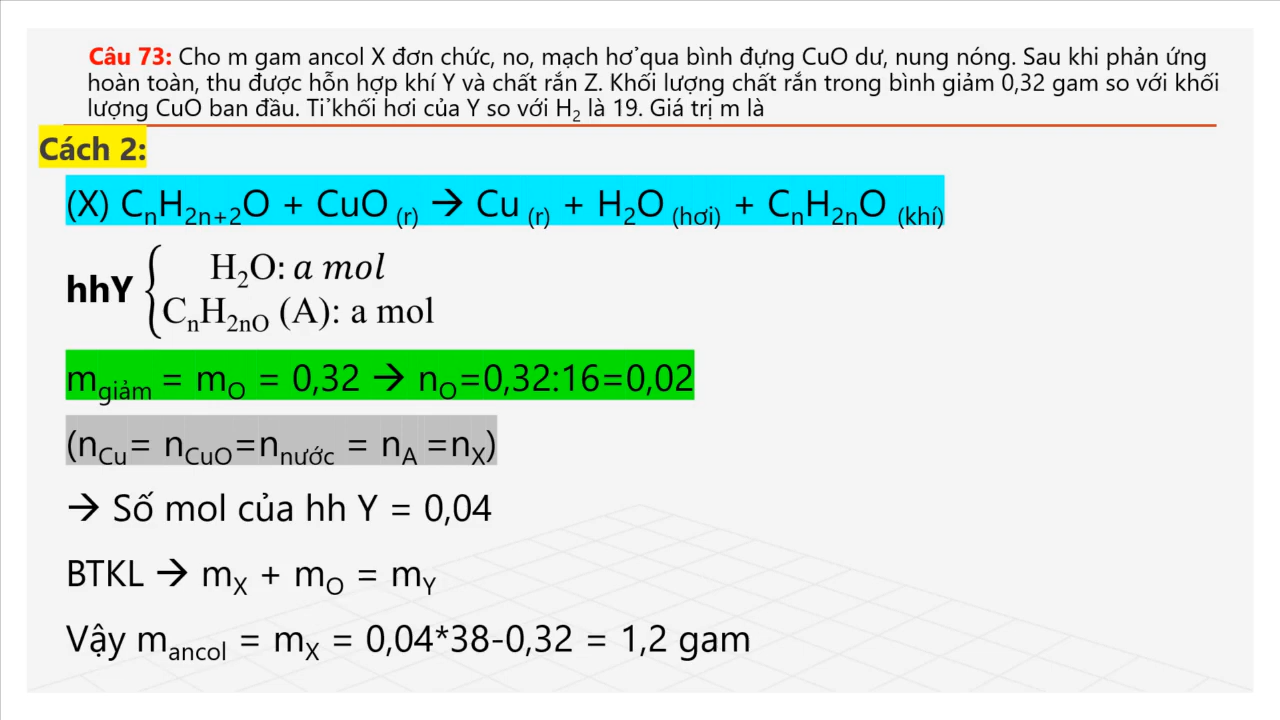 Câu 73: Cho m gam ancol X đơn chức, no, mạch hở qua bình đựng CuO dư, nung nóng. Sau khi phản ứng
hoàn toàn, thu được hỗn hợp khí Y và chất rắn Z. Khối lượng chất rắn trong bình giảm 0,32 gam so với khối
lượng CuO ban đầu. Tỉ khối hơi của Y so với H₂ là 19. Giá trị m là
Cách 2:
(X) CₙH₂ₙ₊₂O + CuO (r) → Cu (r) + H₂O (hơi) + CₙH₂ₙO (khí)
hhY { H₂O: a mol
CₙH₂ₙO (A): a mol
m giảm = mO = 0,32 → nO=0,32:16=0,02
(nCu= nCuO=nnước = nA =nX)
→ Số mol của hh Y = 0,04
BTKL → mX + mO = mY
Vậy mancol = mX = 0,04*38-0,32 = 1,2 gam